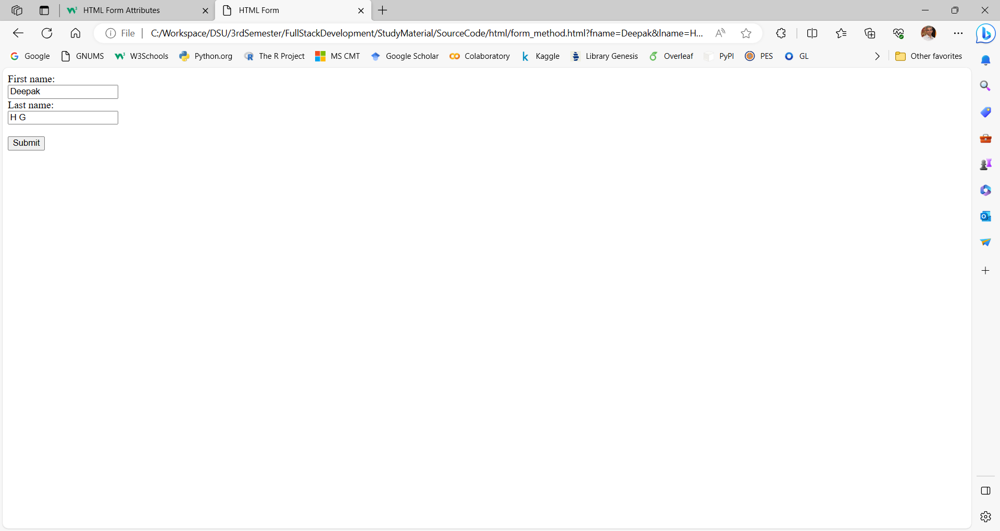 HTML Form Attributes
HTML Form
File
C:/Workspace/DSU/3rdSemester/FullStackDevelopment/StudyMaterial/SourceCode/html/form_method.html?fname=Deepak&lname=H...
Google GNUMS W3Schools Python.org The R Project MS CMT Google Scholar Colaboratory Kaggle Library Genesis Overleaf PyPI PES GL Other favorites
First name:
Deepak
Last name:
H G
Submit